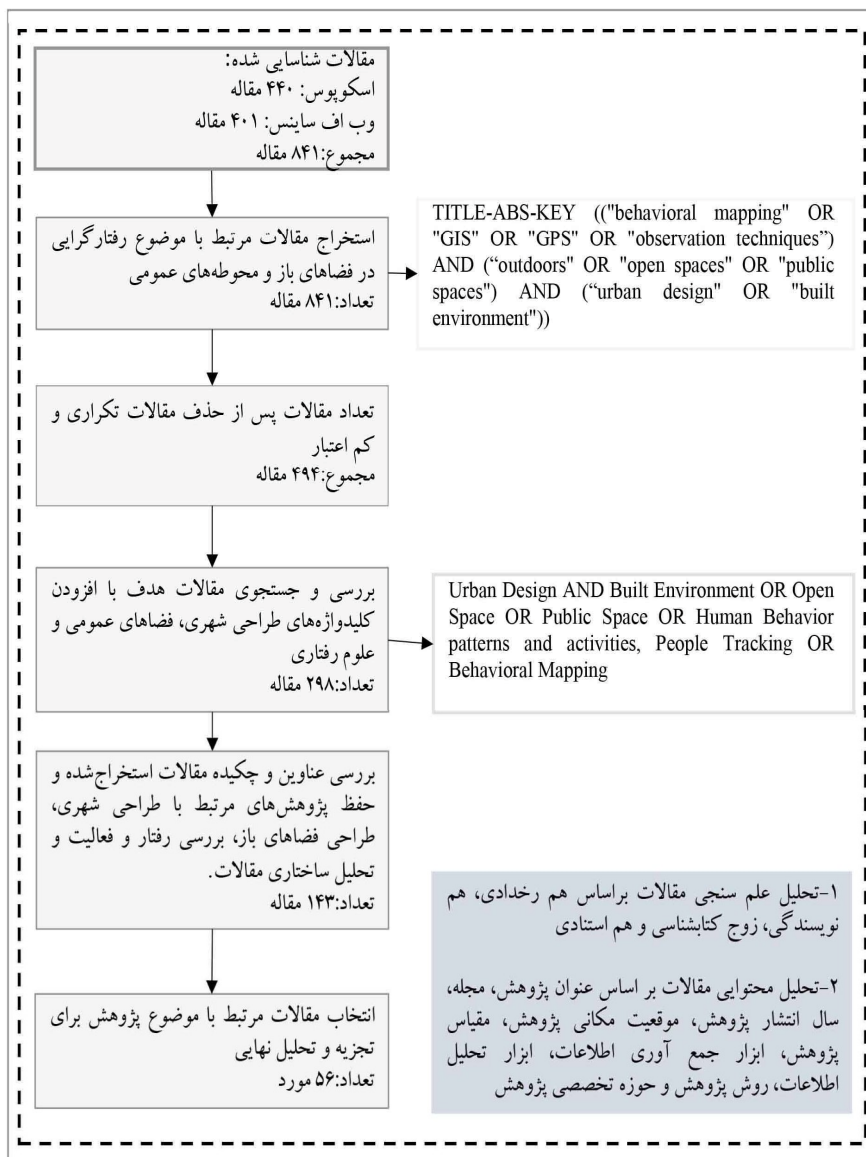 مقالات شناسایی شده:
اسکوپوس: ۴۴۰ مقاله
وب اف ساینس: ۴۰۱ مقاله
مجموع:۸۴۱ مقاله
استخراج مقالات مرتبط با موضوع رفتارگرایی
در فضاهای باز و محوطه‌های عمومی
تعداد:۸۴۱ مقاله
TITLE-ABS-KEY (("behavioral mapping" OR
"GIS" OR "GPS" OR "observation techniques”)
AND (“outdoors" OR "open spaces" OR "public
spaces") AND (“urban design" OR "built
environment"))
تعداد مقالات پس از حذف مقالات تکراری و
کم اعتبار
مجموع:۴۹۴ مقاله
بررسی و جستجوی مقالات هدف با افزودن
کلیدواژه‌های طراحی شهری، فضاهای عمومی و
علوم رفتاری
تعداد:۲۹۸ مقاله
Urban Design AND Built Environment OR Open
Space OR Public Space OR Human Behavior
patterns and activities, People Tracking OR
Behavioral Mapping
بررسی عناوین و چکیده مقالات استخراج‌شده و
حفظ پژوهش‌های مرتبط با طراحی شهری،
طراحی فضاهای باز، بررسی رفتار و فعالیت و
تحلیل ساختاری مقالات.
تعداد:۱۴۳ مقاله
انتخاب مقالات مرتبط با موضوع پژوهش برای
تجزیه و تحلیل نهایی
تعداد:۵۶ مورد
۱-تحلیل علم سنجی مقالات براساس هم رخدادی، هم
نویسندگی، زوج کتابشناسی و هم استنادی
۲-تحلیل محتوایی مقالات بر اساس عنوان پژوهش، مجله،
سال انتشار پژوهش، موقعیت مکانی پژوهش، مقیاس
پژوهش، ابزار جمع آوری اطلاعات، ابزار تحلیل
اطلاعات، روش پژوهش و حوزه تخصصی پژوهش